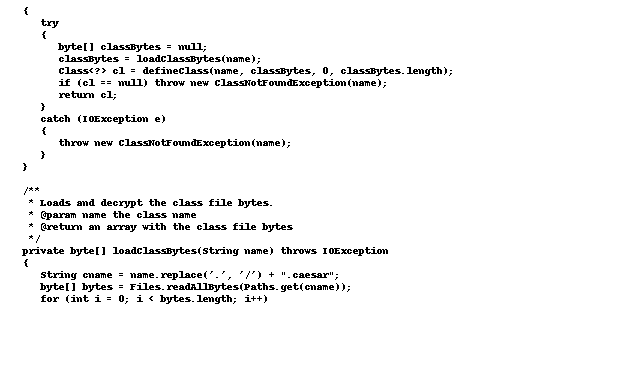 {
try
{
byte[] classBytes = null;
classBytes = loadClassBytes(name);
Class<?> cl = defineClass(name, classBytes, 0, classBytes.length);
if (cl == null) throw new ClassNotFoundException(name);
return cl;
}
catch (IOException e)
{
throw new ClassNotFoundException(name);
}
}
/**
* Loads and decrypt the class file bytes.
* @param name the class name
* @return an array with the class file bytes
*/
private byte[] loadClassBytes(String name) throws IOException
{
String cname = name.replace('.', '/') + ".caesar";
byte[] bytes = Files.readAllBytes(Paths.get(cname));
for (int i = 0; i < bytes.length; i++)